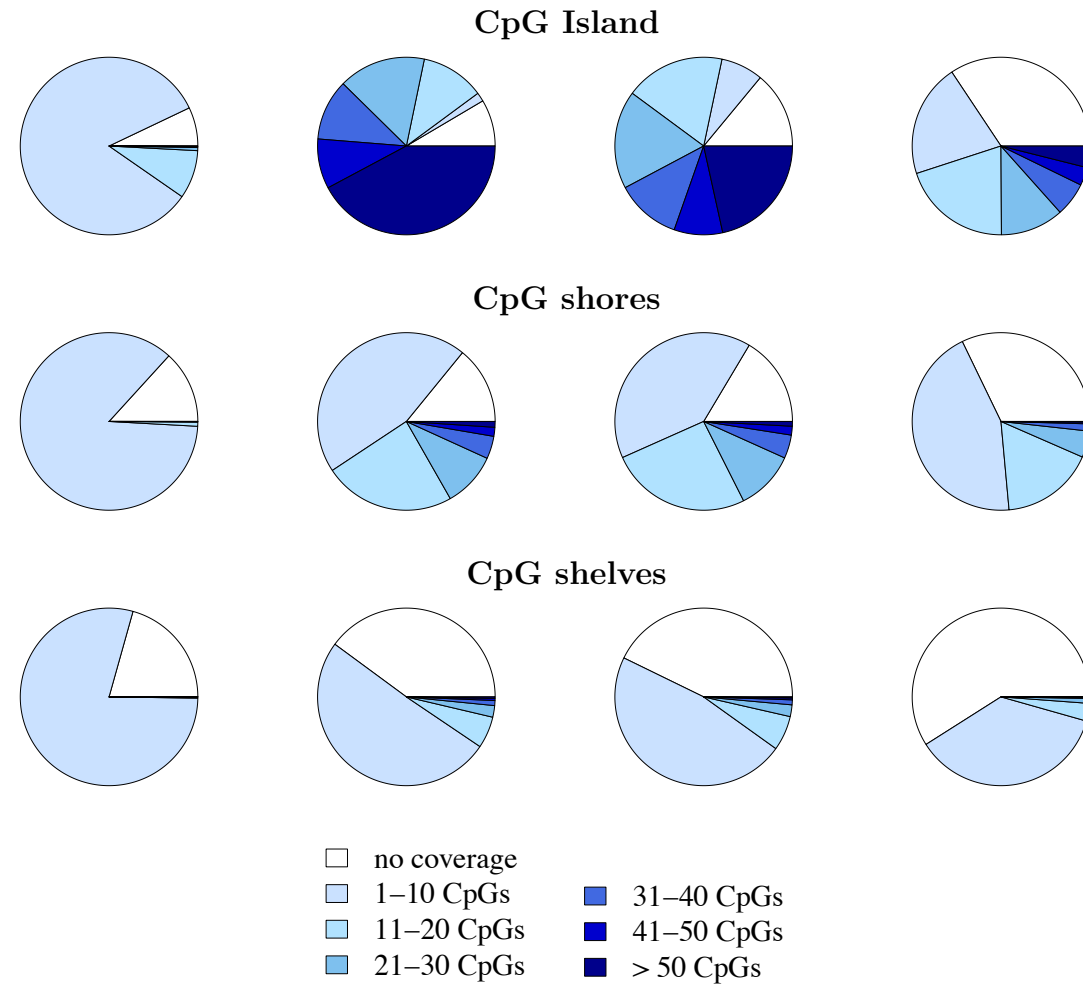 CpG Island
CpG shores
CpG shelves
no coverage
1–10 CpGs
11–20 CpGs
21–30 CpGs
31–40 CpGs
41–50 CpGs
> 50 CpGs